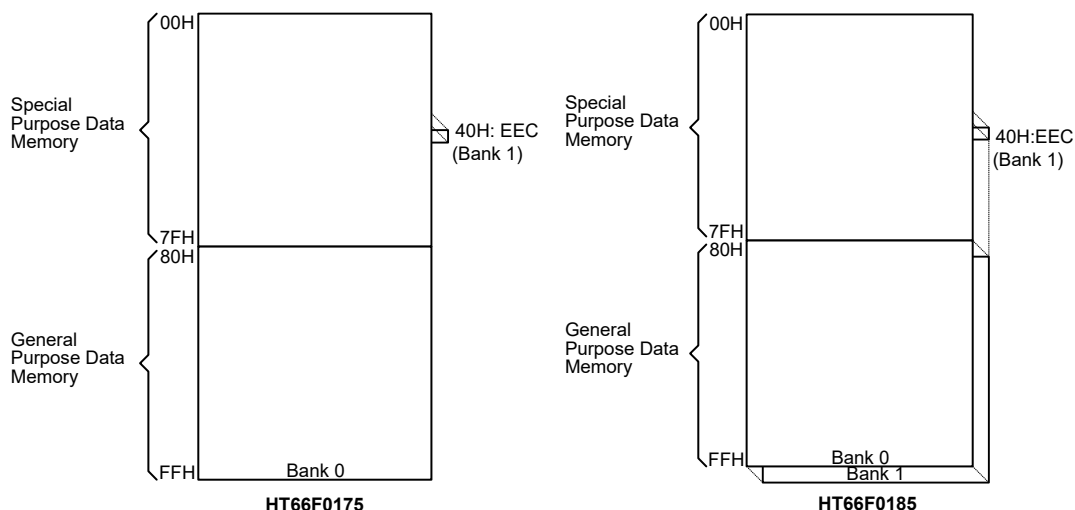 00H
Special
Purpose Data
Memory
40H: EEC
(Bank 1)
7FH
80H
General
Purpose Data
Memory
FFH
Bank 0
HT66F0175
00H
Special
Purpose Data
Memory
40H:EEC
(Bank 1)
7FH
80H
General
Purpose Data
Memory
FFH
Bank 0
Bank 1
HT66F0185